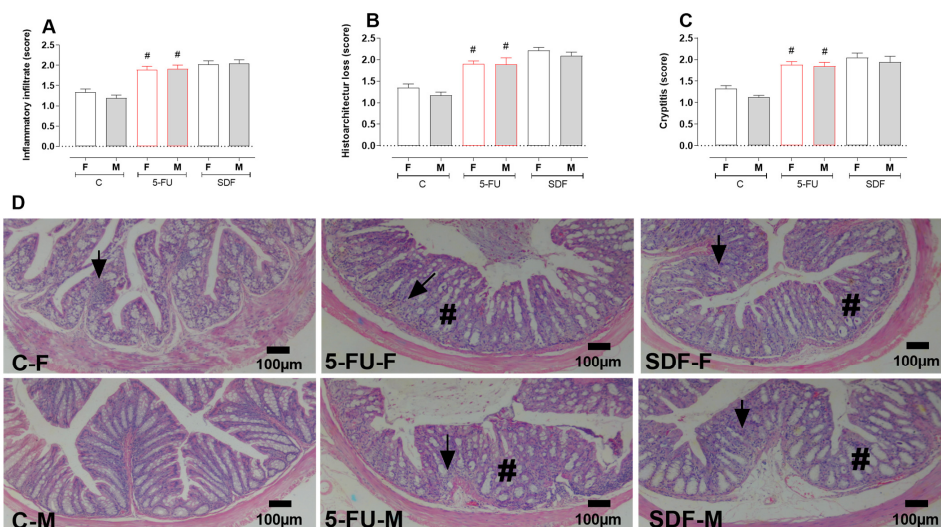 A
Inflammatory infiltrate (score)
2.5
2.0
1.5
1.0
0.5
0.0
# #
F M F M F M
C 5-FU SDF
B
Histoarchitectur loss (score)
2.5
2.0
1.5
1.0
0.5
0.0
# #
F M F M F M
C 5-FU SDF
C
Cryptitis (score)
2.5
2.0
1.5
1.0
0.5
0.0
# #
F M F M F M
C 5-FU SDF
D
C-F 100µm
# 5-FU-F 100µm
# SDF-F 100µm
C-M 100µm
# 5-FU-M 100µm
# SDF-M 100µm